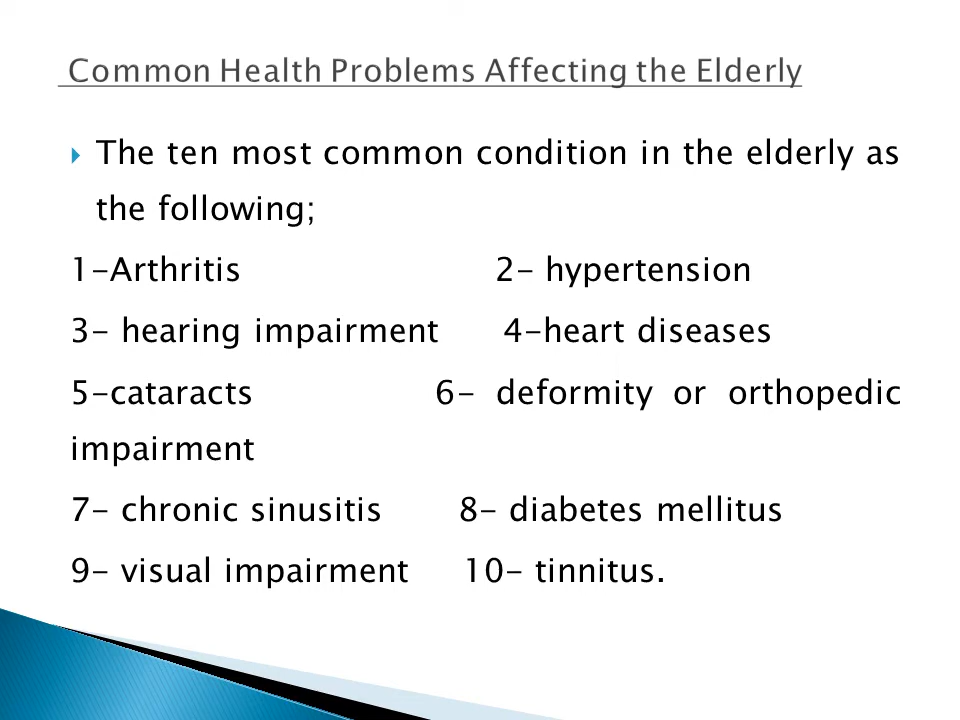 Common Health Problems Affecting the Elderly
The ten most common condition in the elderly as
the following;
1-Arthritis 2- hypertension
3- hearing impairment 4-heart diseases
5-cataracts 6- deformity or orthopedic
impairment
7- chronic sinusitis 8- diabetes mellitus
9- visual impairment 10- tinnitus.